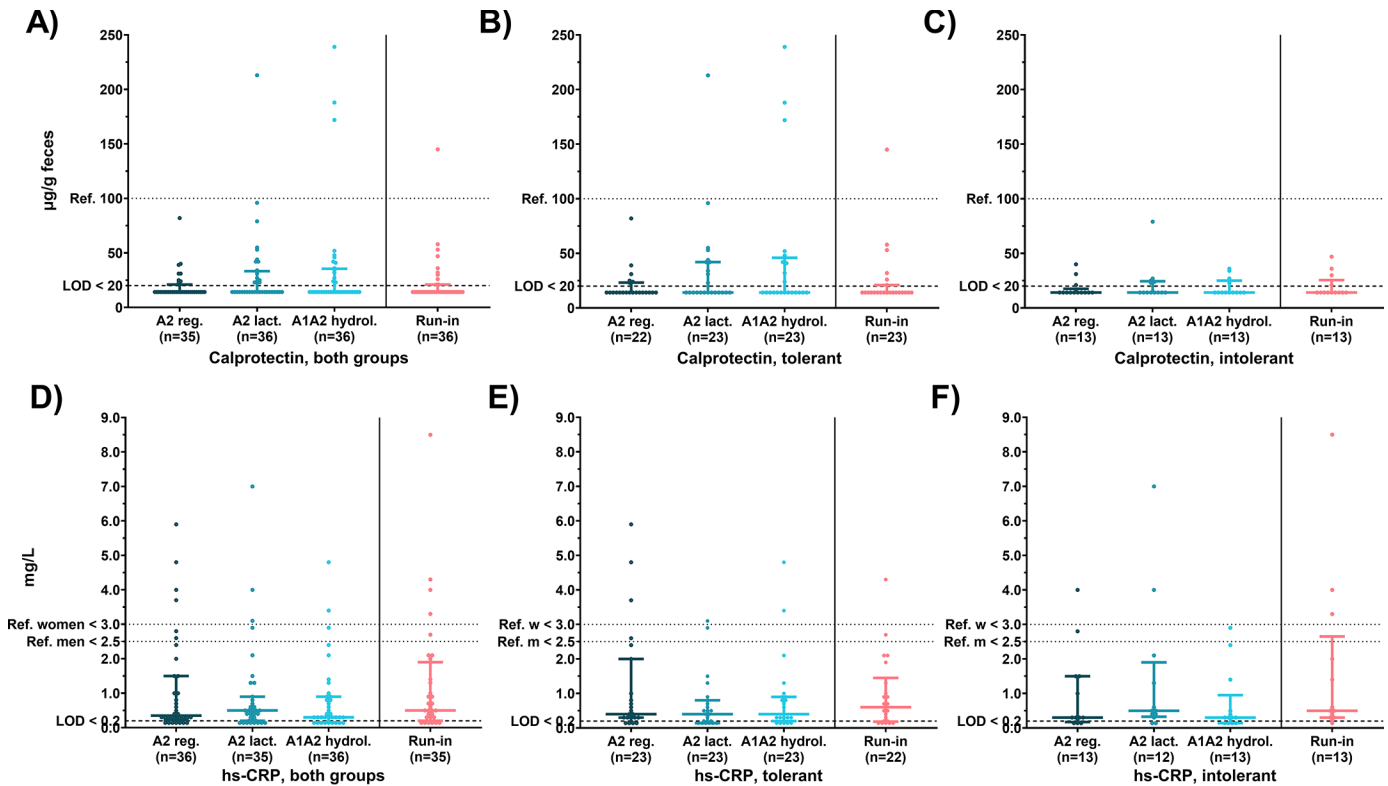 A)
µg/g feces
250
200
150
Ref. 100
50
LOD < 20
0
A2 reg. A2 lact. A1A2 hydrol. Run-in
(n=35) (n=36) (n=36) (n=36)
Calprotectin, both groups
B)
250
200
150
Ref. 100
50
LOD < 20
0
A2 reg. A2 lact. A1A2 hydrol. Run-in
(n=22) (n=23) (n=23) (n=23)
Calprotectin, tolerant
C)
250
200
150
Ref. 100
50
LOD < 20
0
A2 reg. A2 lact. A1A2 hydrol. Run-in
(n=13) (n=13) (n=13) (n=13)
Calprotectin, intolerant
D)
mg/L
9.0
8.0
7.0
6.0
5.0
4.0
Ref. women < 3.0
Ref. men < 2.5
2.0
1.0
LOD < 0.2
0.0
A2 reg. A2 lact. A1A2 hydrol. Run-in
(n=36) (n=35) (n=36) (n=35)
hs-CRP, both groups
E)
9.0
8.0
7.0
6.0
5.0
4.0
Ref. w < 3.0
Ref. m < 2.5
2.0
1.0
LOD < 0.2
0.0
A2 reg. A2 lact. A1A2 hydrol. Run-in
(n=23) (n=23) (n=23) (n=22)
hs-CRP, tolerant
F)
9.0
8.0
7.0
6.0
5.0
4.0
Ref. w < 3.0
Ref. m < 2.5
2.0
1.0
LOD < 0.2
0.0
A2 reg. A2 lact. A1A2 hydrol. Run-in
(n=13) (n=12) (n=13) (n=13)
hs-CRP, intolerant